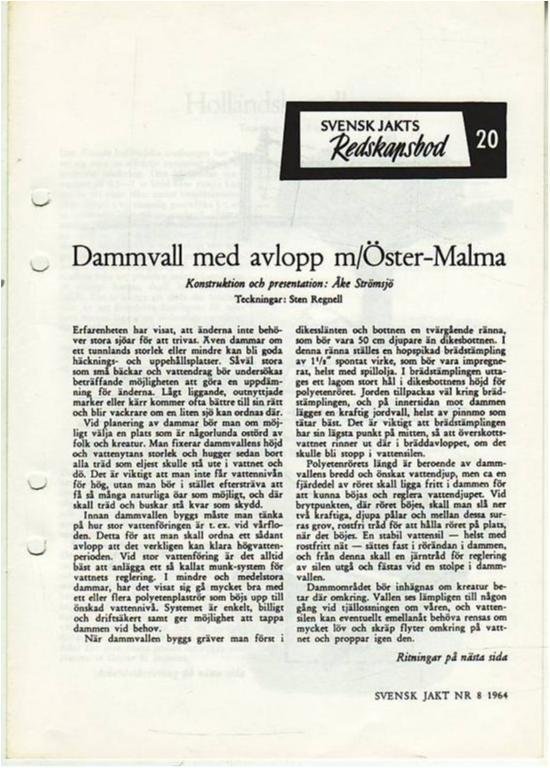 SVENSK JAKTS
Redskapsbod
20
Dammvall med avlopp m/Öster-Malma
Konstruktion och presentation: Åke Strömsjö
Teckningar: Sten Regnell
Erfarenheten har visat, att änderna inte behö-
ver stora sjöar för att trivas. Även dammar om
ett tunnlands storlek eller mindre kan bli goda
häcknings- och uppehållsplatser. Såväl stora
som små bäckar och vattendrag bör undersökas
beträffande möjligheten att göra en uppdäm-
ning för änderna. Lågt liggande, outnyttjade
marker eller kärr kommer ofta bättre till sin rätt
och blir vackrare om en liten sjö kan ordnas där.
Vid planering av dammar bör man om möj-
ligt välja en plats som är någorlunda ostörd av
folk och kreatur. Man fixerar dammvallens höjd
och vattenytans storlek och hugger sedan bort
alla träd som eljest skulle stå ute i vattnet och
dö. Det är viktigt att man inte får vattennivån
för hög, utan man bör i stället eftersträva att
få så många naturliga öar som möjligt, och där
skall träd och buskar stå kvar som skydd.
Innan dammvallen byggs måste man tänka
på hur stor vattenföringen är t. ex. vid vårflo-
den. Detta för att man skall ordna ett sådant
avlopp att det verkligen kan klara högvatten-
perioden. Vid stor vattenföring är det alltid
bäst att anlägga ett så kallat munk-system för
vattnets reglering. I mindre och medelstora
dammar, har det visat sig gå mycket bra med
ett eller flera polyetenplaströr som böjs upp till
önskad vattennivå. Systemet är enkelt, billigt
och driftsäkert samt ger möjlighet att tappa
dammen vid behov.
När dammvallen byggs gräver man först i
dikesslänten och bottnen en tvärgående ränna,
som bör vara 50 cm djupare än dikesbottnen. I
denna ränna ställes en hopspikad brädstämpling
av 1¹/₂" spontat virke, som bör vara impregne-
rat, helst med spillolja. I brädstämplingen utta-
ges ett lagom stort hål i dikesbottnens höjd för
polyetenröret. Jorden tillpackas väl kring bräd-
stämplingen, och på innersidan mot dammen
lägges en kraftig jordvall, helst av pinnmo som
tätar bäst. Det är viktigt att brädstämplingen
har sin lägsta punkt på mitten, så att överskotts-
vattnet rinner ut där i bräddavloppet, om det
skulle bli stopp i vattensilen.
Polyetenrörets längd är beroende av damm-
vallens bredd och önskat vattendjup, men ca en
fjärdedel av röret skall ligga fritt i dammen för
att kunna böjas och reglera vattendjupet. Vid
brytpunkten, där röret böjes, skall man slå ner
två kraftiga, djupa pålar och mellan dessa sur-
ras grov, rostfri tråd för att hålla röret på plats,
när det böjes. En stabil vattensil — helst med
rostfritt nät — sättes fast i rörändan i dammen,
och från denna skall en järntråd för reglering
av silen utgå och fästas vid en stolpe i damm-
vallen.
Dammområdet bör inhägnas om kreatur be-
tar där omkring. Vallen ses lämpligen till någon
gång vid tjällossningen om våren, och vatten-
silen kan eventuellt emellanåt behöva rensas om
mycket löv och skräp flyter omkring på vatt-
net och proppar igen den.
Ritningar på nästa sida
SVENSK JAKT NR 8 1964